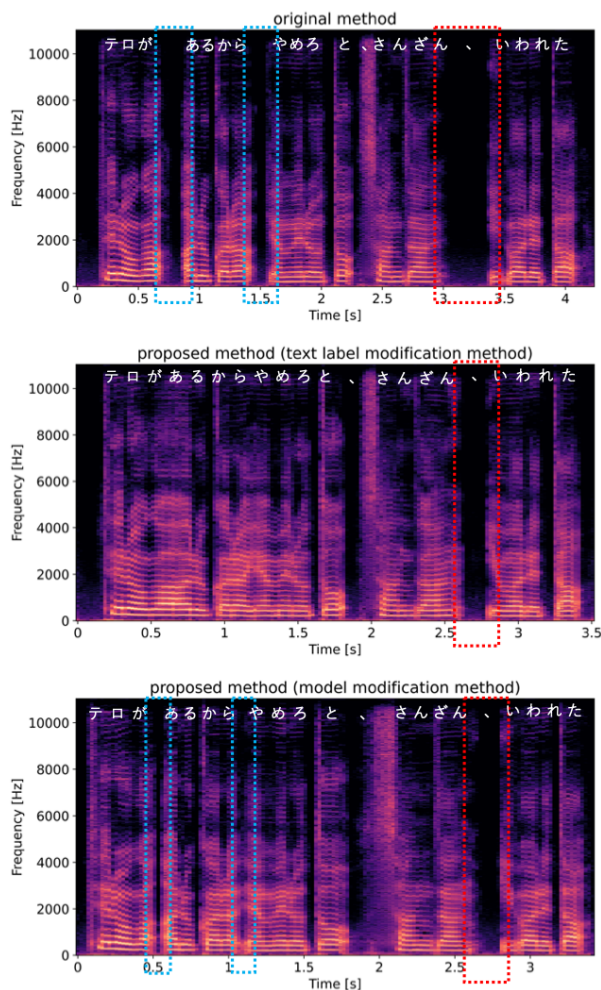 original method
テロが あるから やめろ と 、さんざん 、 いわれた
10000
8000
6000
4000
2000
0
Frequency [Hz]
0 0.5 1 1.5 2 2.5 3 3.5 4
Time [s]
proposed method (text label modification method)
テロがあるからやめろと 、 さんざん 、いわれた
10000
8000
6000
4000
2000
0
Frequency [Hz]
0 0.5 1 1.5 2 2.5 3 3.5
Time [s]
proposed method (model modification method)
テロが あるから やめろ と 、 さんざん 、いわれた
10000
8000
6000
4000
2000
0
Frequency [Hz]
0 0.5 1 1.5 2 2.5 3
Time [s]